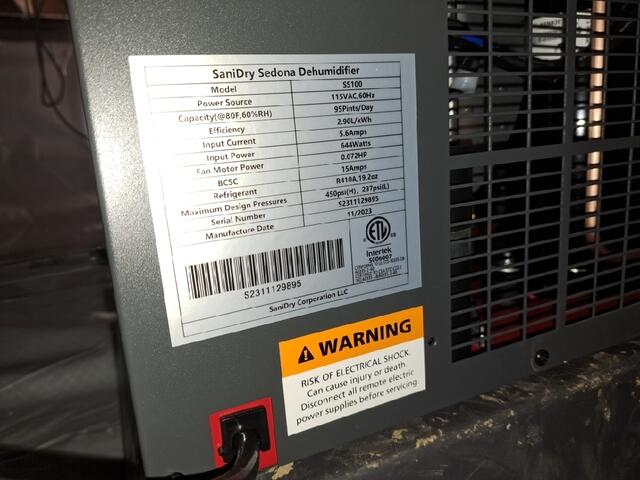 SaniDry Sedona Dehumidifier
Model S5100
Power Source 115VAC,60Hz
Capacity(@80F,60%RH) 95Pints/Day
Efficiency 2.90L/kWh
Input Current 5.6Amps
Input Power 644Watts
Fan Motor Power 0.072HP
BCSC 15Amps
Refrigerant R410A,19.2oz
Maximum Design Pressures 450psi(H), 237psi(L)
Serial Number S2311129895
Manufacture Date 11/2023
ETL
Intertek
5006007
S2311129895
SaniDry Corporation LLC
WARNING
RISK OF ELECTRICAL SHOCK.
Can cause injury or death.
Disconnect all remote electric
power supplies before servicing